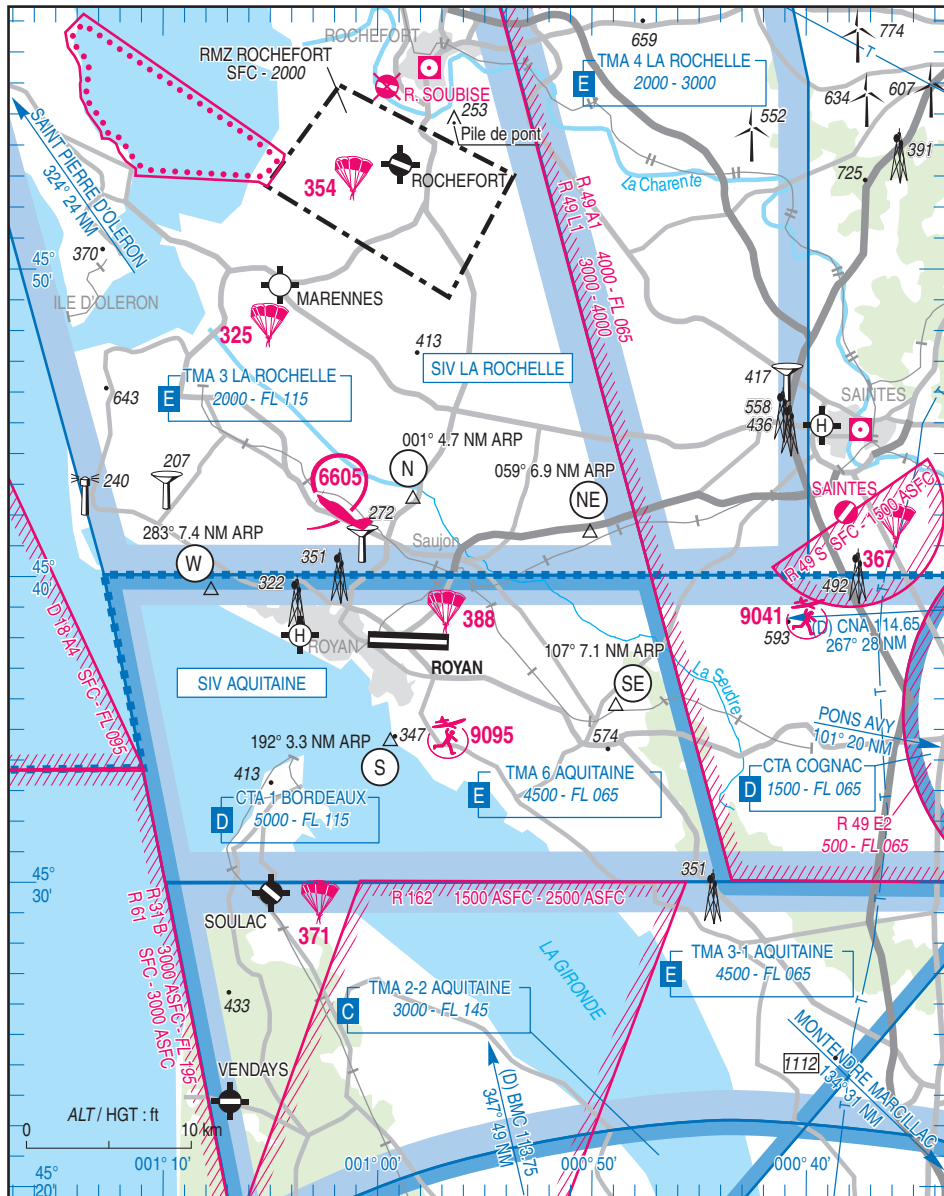 ROCHEFORT
659
774
RMZ ROCHEFORT
SFC - 2000
TMA 4 LA ROCHELLE
2000 - 3000
E
R. SOUBISE
634
607
253
Pile de pont
552
391
SAINT PIERRE D'OLERON
324° 24 NM
354
ROCHEFORT
725
La Charente
R 49 A1
4000 - FL 065
R 49 L1
3000 - 4000
370
45°
50'
ILE D'OLERON
MARENNES
325
413
SIV LA ROCHELLE
TMA 3 LA ROCHELLE
2000 - FL 115
E
643
417
558
436
SAINTES
H
001° 4.7 NM ARP
N
059° 6.9 NM ARP
NE
6605
207
240
272
SAINTES
R 49 S
SFC - 1500 ASFC
367
283° 7.4 NM ARP
W
Saujon
351
45°
40'
322
492
D 18 A4
SFC - FL 095
388
9041
593
(D) CNA 114.65
267° 28 NM
H
ROYAN
ROYAN
107° 7.1 NM ARP
SE
La Seudre
SIV AQUITAINE
PONS AVY
101° 20 NM
192° 3.3 NM ARP
347
S
9095
574
413
CTA 1 BORDEAUX
5000 - FL 115
D
TMA 6 AQUITAINE
4500 - FL 065
E
CTA COGNAC
1500 - FL 065
D
R 49 E2
500 - FL 065
45°
30'
351
R 31 B
3000 ASFC - FL 195
R 61
SFC - 3000 ASFC
SOULAC
371
R 162
1500 ASFC - 2500 ASFC
LA GIRONDE
TMA 3-1 AQUITAINE
4500 - FL 065
E
433
TMA 2-2 AQUITAINE
3000 - FL 145
C
1112
MONTENDRE MARCILLAC
134° 31 NM
VENDAYS
(D) BMC 113.75
347° 49 NM
ALT / HGT : ft
0
10 km
45°
20'
001° 10'
001° 00'
000° 50'
000° 40'